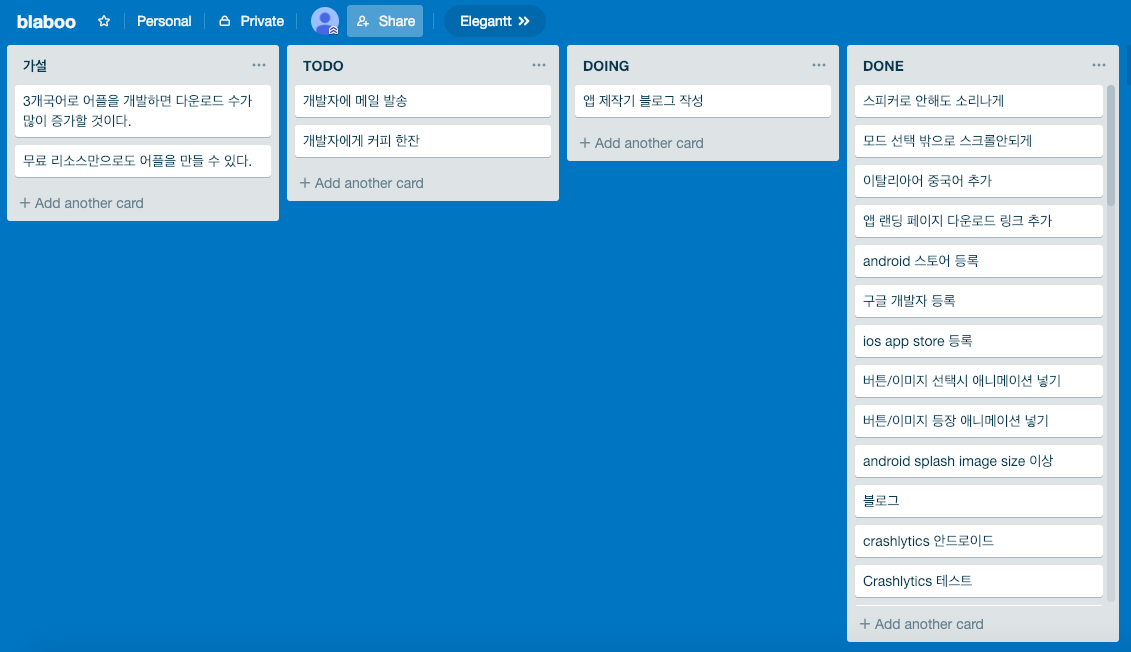 blaboo
Personal
Private
Share
Elegantt
가설
3개국어로 어플을 개발하면 다운로드 수가
많이 증가할 것이다.
무료 리소스만으로도 어플을 만들 수 있다.
+ Add another card
TODO
개발자에 메일 발송
개발자에게 커피 한잔
+ Add another card
DOING
앱 제작기 블로그 작성
+ Add another card
DONE
스피커로 안해도 소리나게
모드 선택 밖으로 스크롤안되게
이탈리아어 중국어 추가
앱 랜딩 페이지 다운로드 링크 추가
android 스토어 등록
구글 개발자 등록
ios app store 등록
버튼/이미지 선택시 애니메이션 넣기
버튼/이미지 등장 애니메이션 넣기
android splash image size 이상
블로그
crashlytics 안드로이드
Crashlytics 테스트
+ Add another card